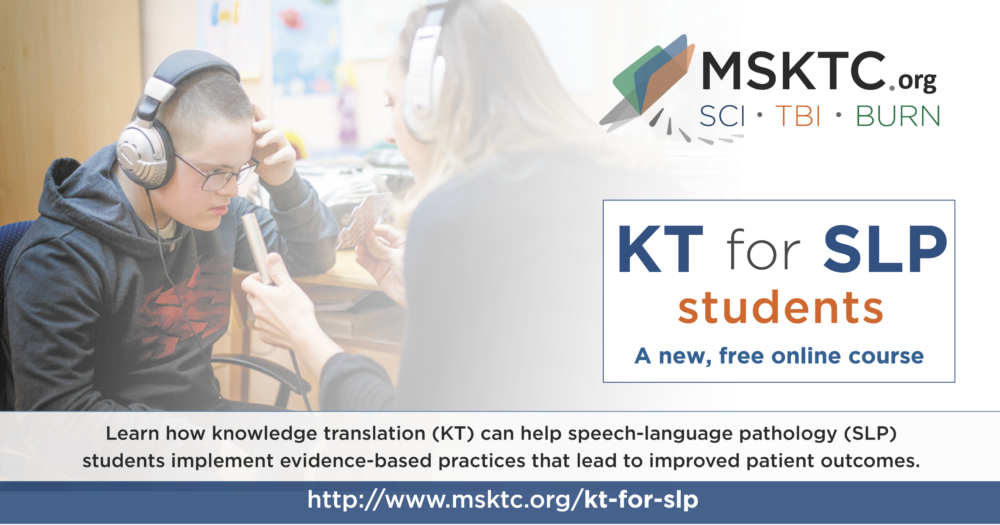 MSKTC.org
SCI • TBI • BURN
KT for SLP
students
A new, free online course
Learn how knowledge translation (KT) can help speech-language pathology (SLP)
students implement evidence-based practices that lead to improved patient outcomes.
http://www.msktc.org/kt-for-slp